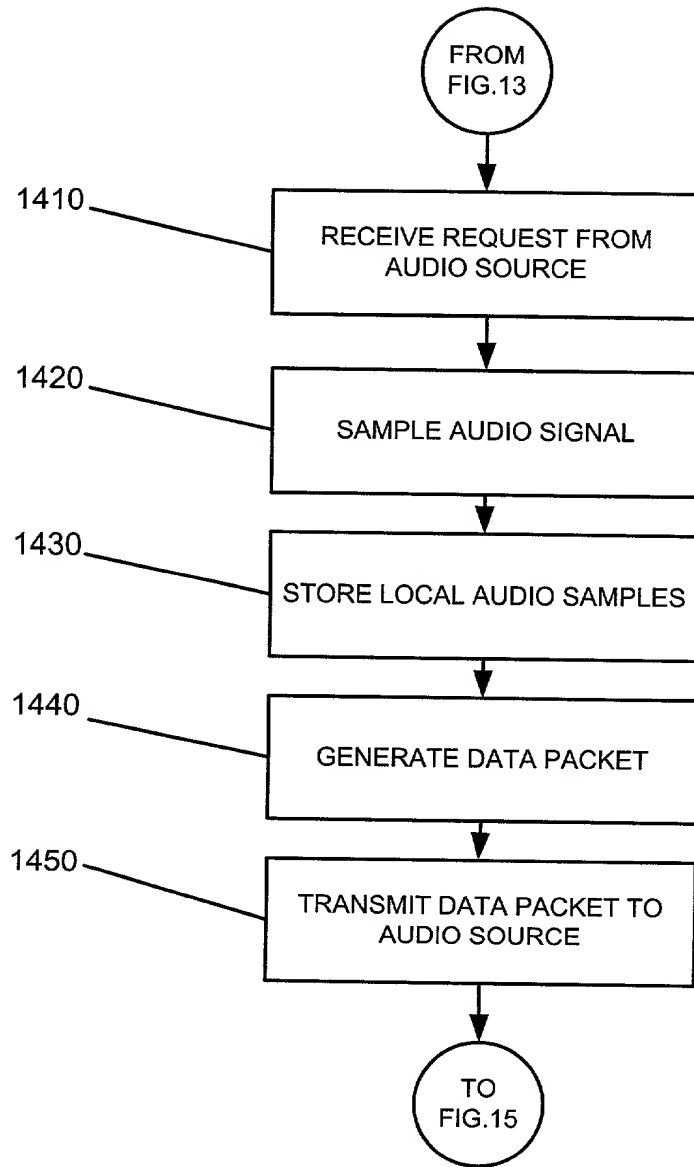 FROM
FIG.13
1410
RECEIVE REQUEST FROM
AUDIO SOURCE
1420
SAMPLE AUDIO SIGNAL
1430
STORE LOCAL AUDIO SAMPLES
1440
GENERATE DATA PACKET
1450
TRANSMIT DATA PACKET TO
AUDIO SOURCE
TO
FIG.15